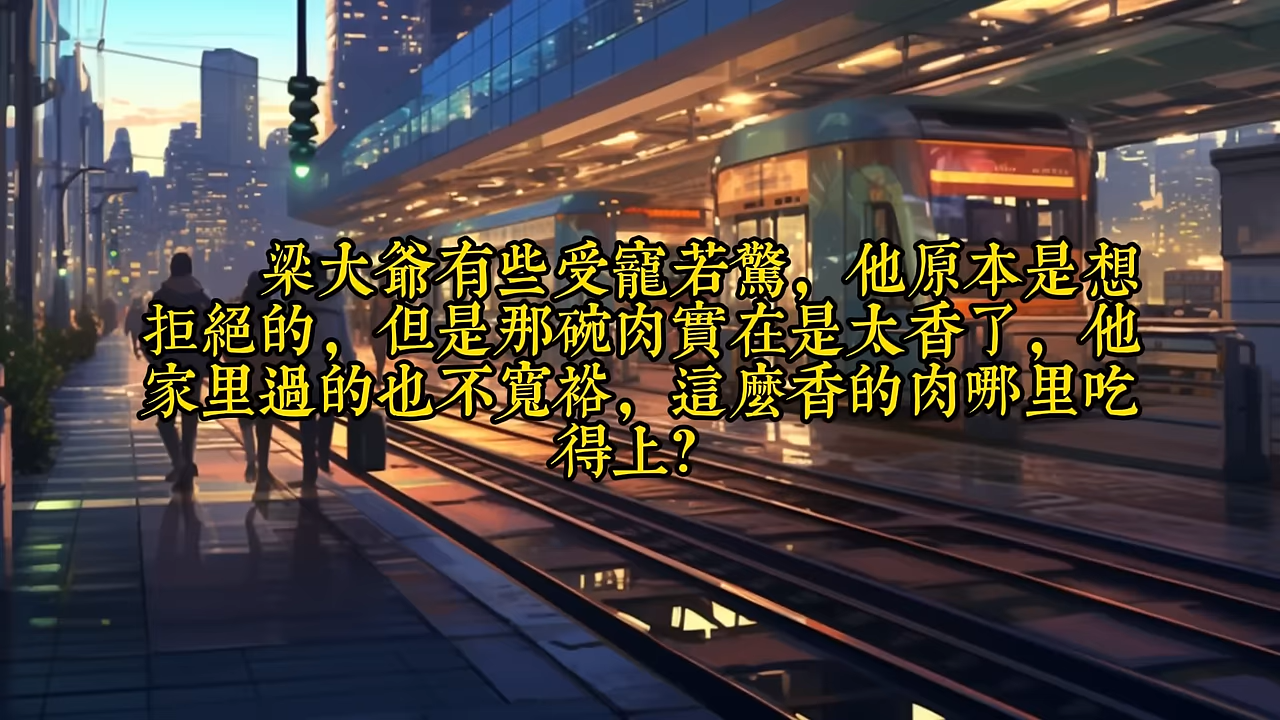 梁大爺有些受寵若驚，他原本是想
拒絕的，但是那碗肉實在是太香了，他
家里過的也不寬裕，這麼香的肉哪里吃
得上？